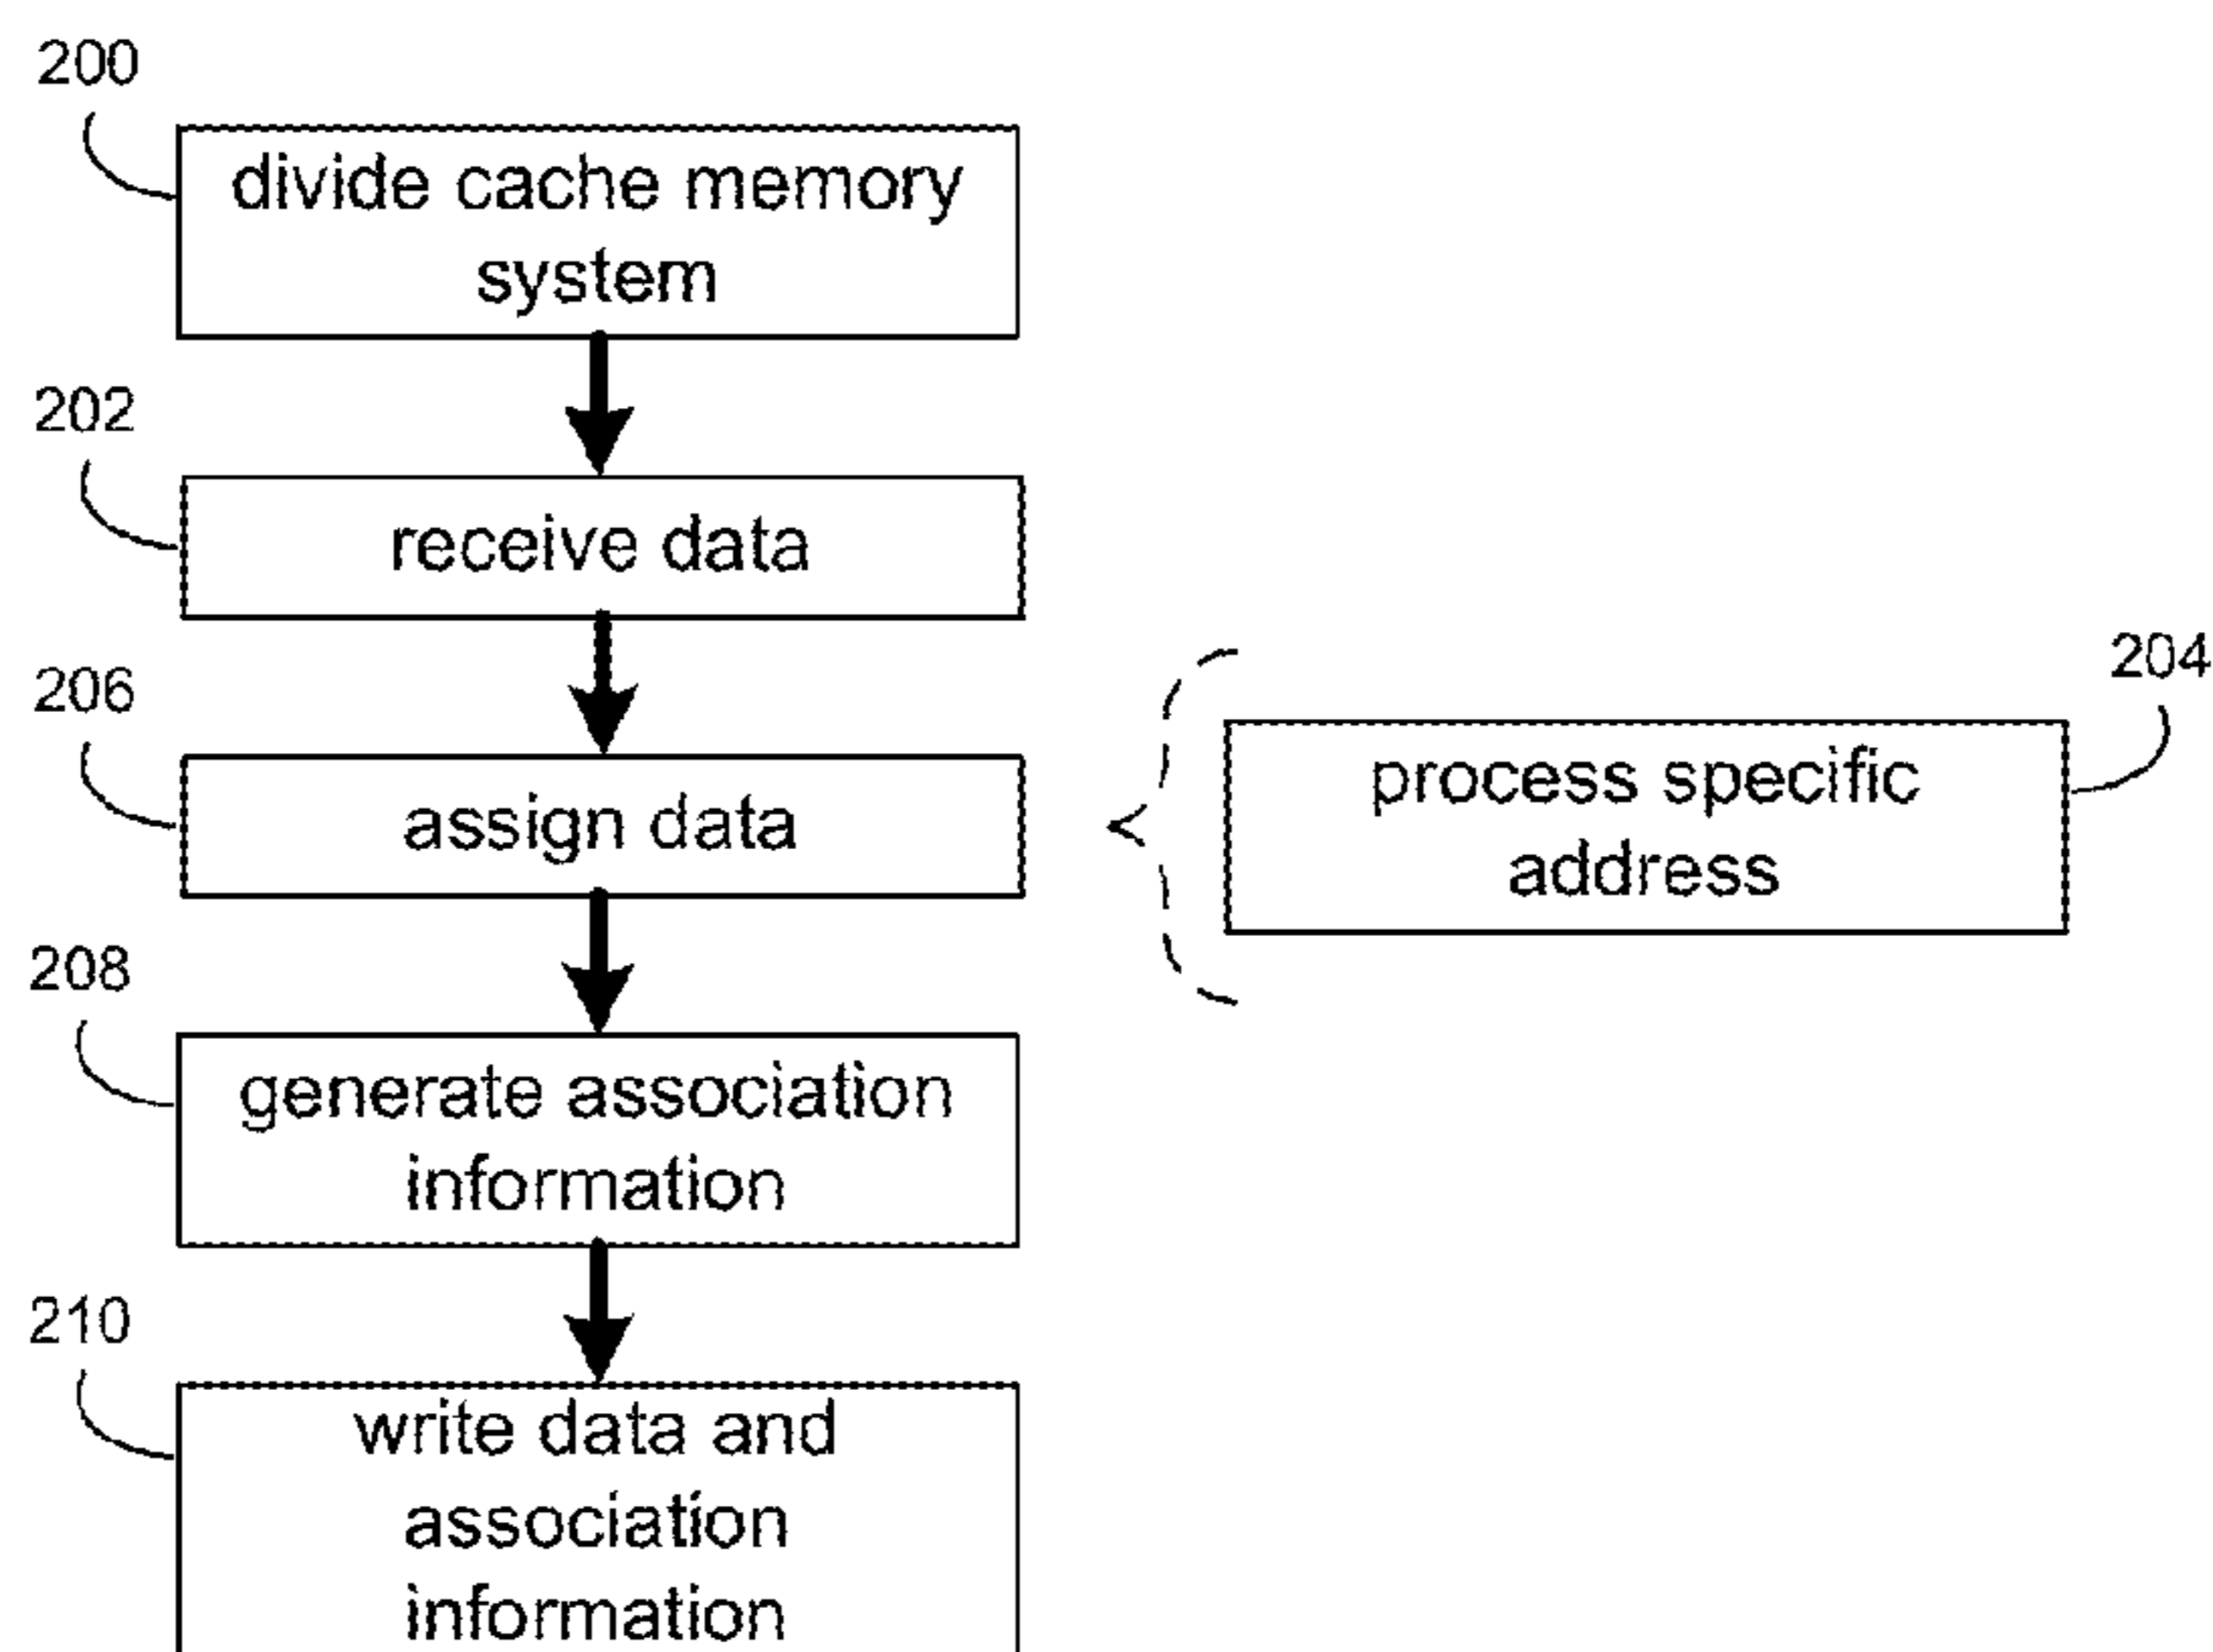 200
divide cache memory
system
202
receive data
206
assign data
204
process specific
address
208
generate association
information
210
write data and
association
information